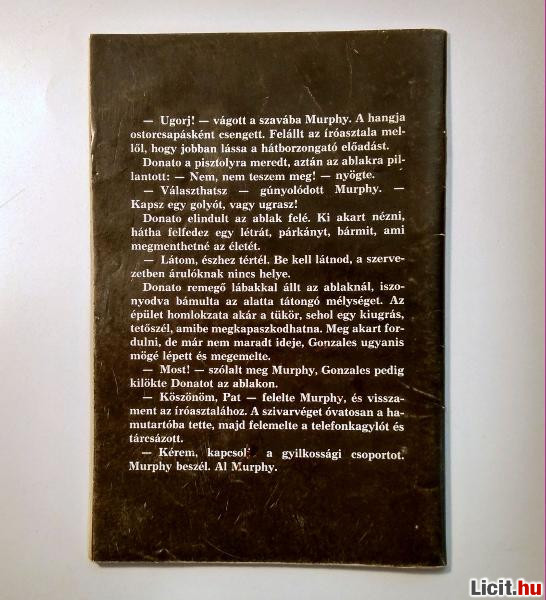 — Ugorj! — vágott a szavába Murphy. A hangja
ostorcsapásként csengett. Felállt az íróasztala mel-
lől, hogy jobban lássa a hátborzongató előadást.
Donato a pisztolyra meredt, aztán az ablakra pil-
lantott: — Nem, nem teszem meg! — nyögte.
— Választhatsz — gúnyolódott Murphy. —
Kapsz egy golyót, vagy ugrasz!
Donato elindult az ablak felé. Ki akart nézni,
hátha felfedez egy létrát, párkányt, bármit, ami
megmenthetné az életét.
— Látom, észhez tértél. Be kell látnod, a szerve-
zetben árulóknak nincs helye.
Donato remegő lábakkal állt az ablaknál, iszo-
nyodva bámulta az alatta tátongó mélységet. Az
épület homlokzata akár a tükör, sehol egy kiugrás,
tetőszél, amibe megkapaszkodhatna. Meg akart for-
dulni, de már nem maradt ideje, Gonzales ugyanis
mögé lépett és megemelte.
— Most! — szólalt meg Murphy, Gonzales pedig
kilökte Donatot az ablakon.
— Köszönöm, Pat — felelte Murphy, és vissza-
ment az íróasztalához. A szivarvéget óvatosan a ha-
mutartóba tette, majd felemelte a telefonkagylót és
tárcsázott.
— Kérem, a gyilkossági csoportot.
Murphy beszél. Al Murphy.
Licit.hu